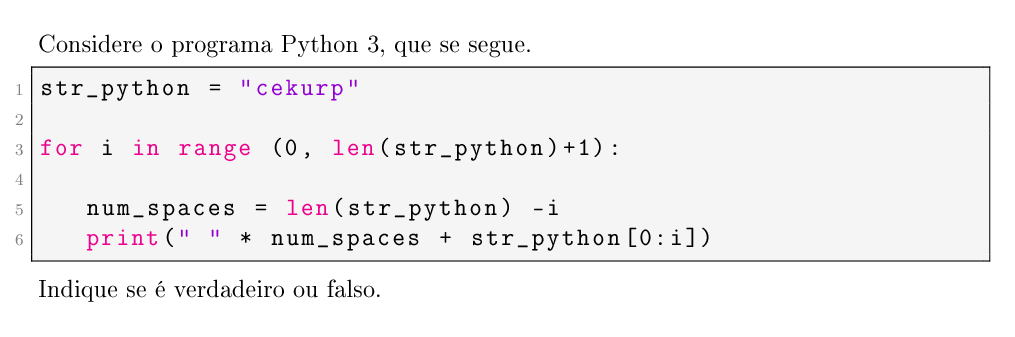 Considere o programa Python 3, que se segue.
1 str_python = "cekurp"
2
3 for i in range (0, len(str_python)+1):
4
5 num_spaces = len(str_python) -i
6 print(" " * num_spaces + str_python[0:i])
Indique se é verdadeiro ou falso.